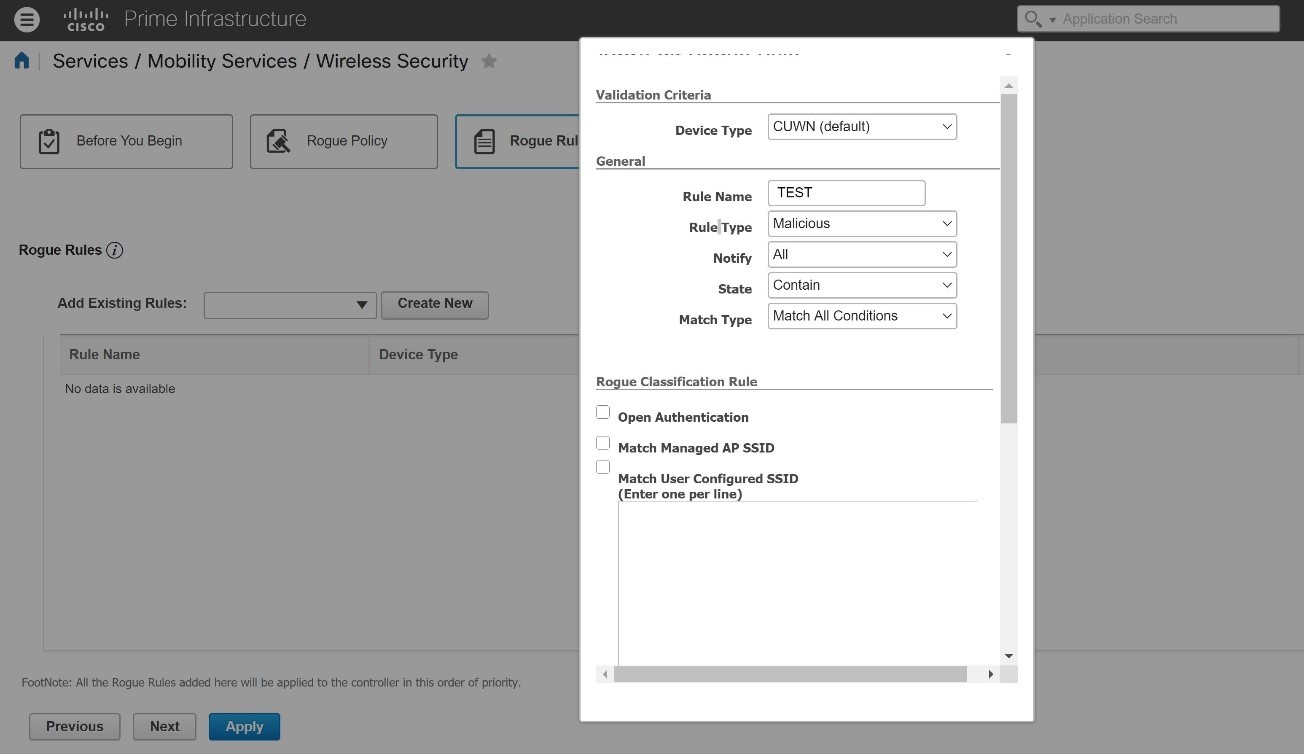 CISCO Prime Infrastructure
Application Search
Services / Mobility Services / Wireless Security
Before You Begin
Rogue Policy
Rogue Rul
Rogue Rules
Add Existing Rules:
Create New
Rule Name Device Type
No data is available
FootNote: All the Rogue Rules added here will be applied to the controller in this order of priority.
Previous Next Apply
Validation Criteria
Device Type CUWN (default)
General
Rule Name TEST
Rule Type Malicious
Notify All
State Contain
Match Type Match All Conditions
Rogue Classification Rule
Open Authentication
Match Managed AP SSID
Match User Configured SSID
(Enter one per line)